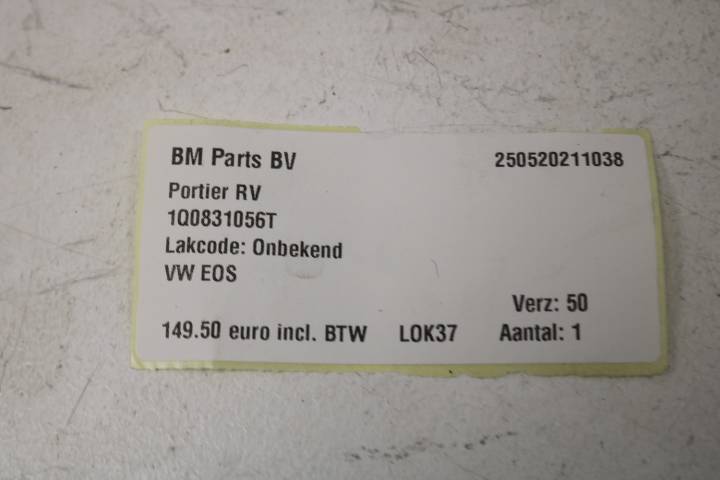 BM Parts BV 250520211038
Portier RV
1Q0831056T
Lakcode: Onbekend
VW EOS
Verz: 50
149.50 euro incl. BTW LOK37 Aantal: 1